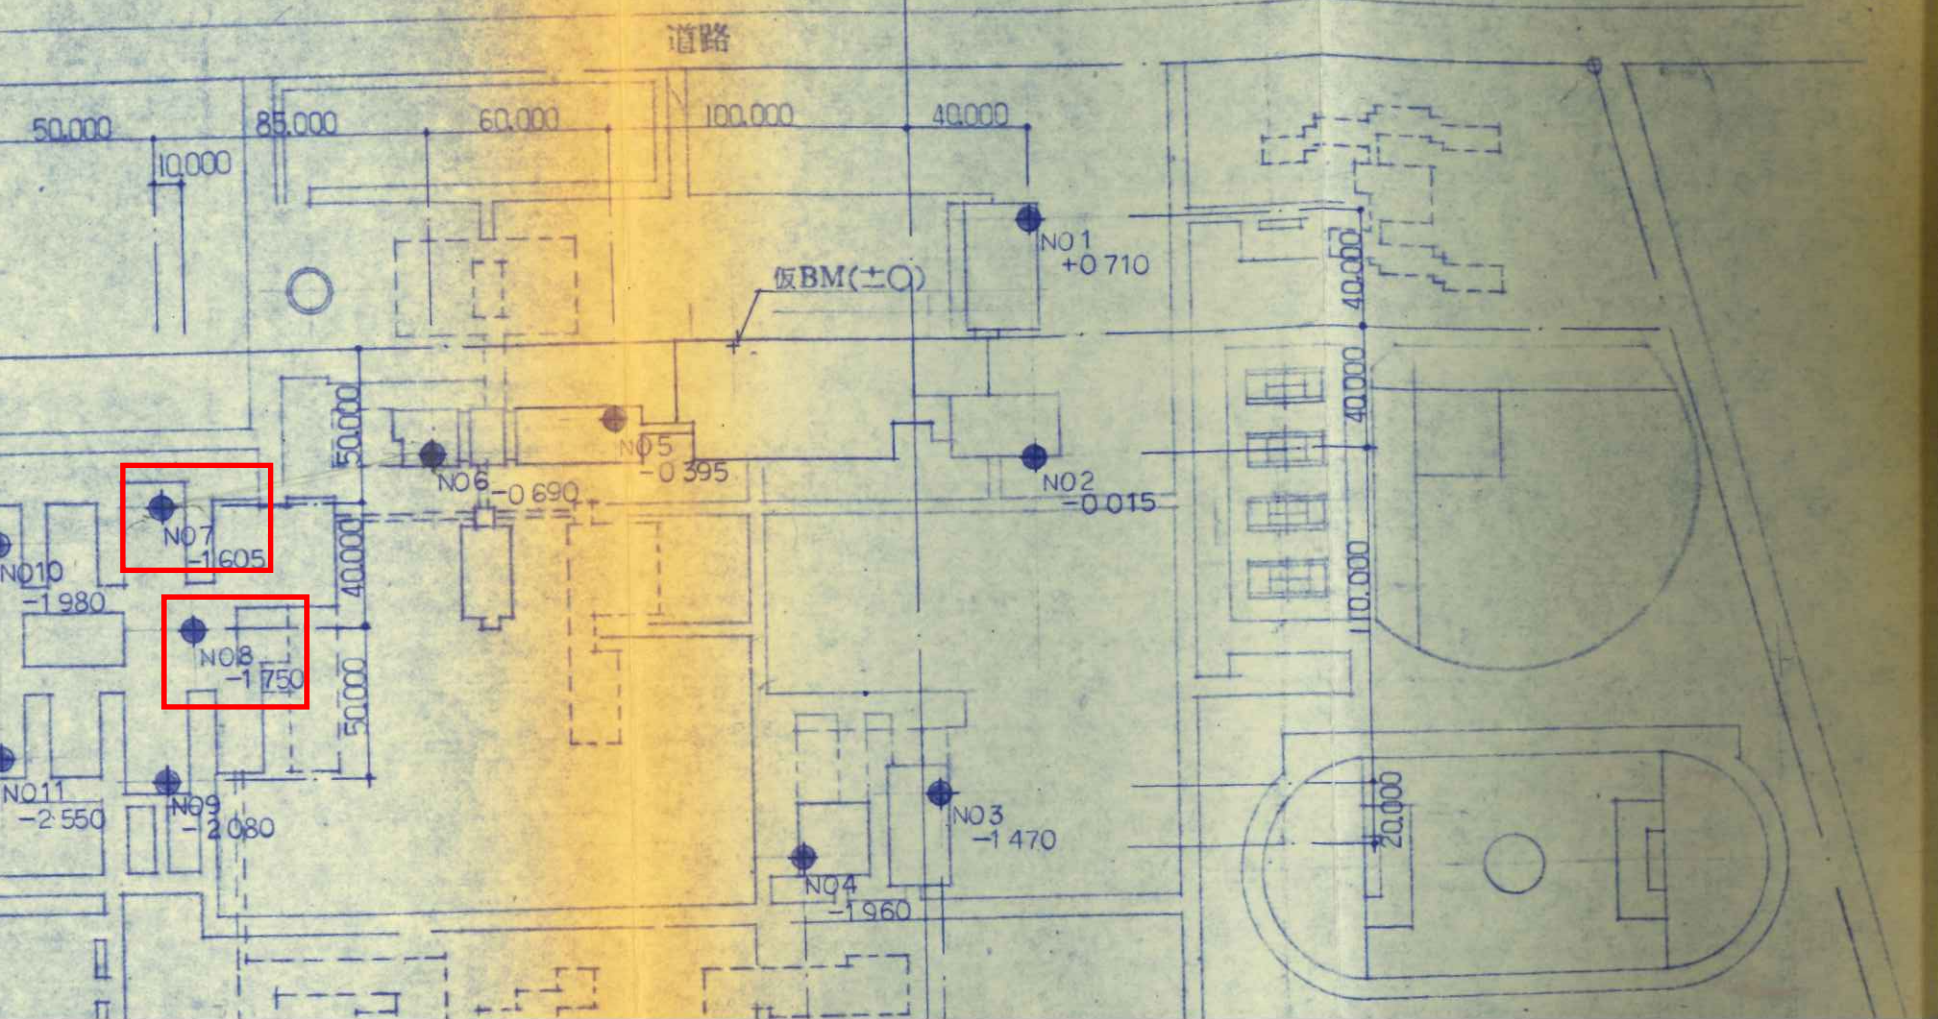 道路
50.000
85.000
60.000
100.000
40.000
10.000
NO1
+0 710
仮BM(±0)
40.000
40.000
50.000
NO5
-0 395
NO6
-0 690
NO2
-0 015
NO7
-1 605
NO10
-1 980
40.000
110.000
NO8
-1 750
50.000
NO11
-2 550
NO9
-2 080
NO3
-1 470
20.000
NO4
-1 960